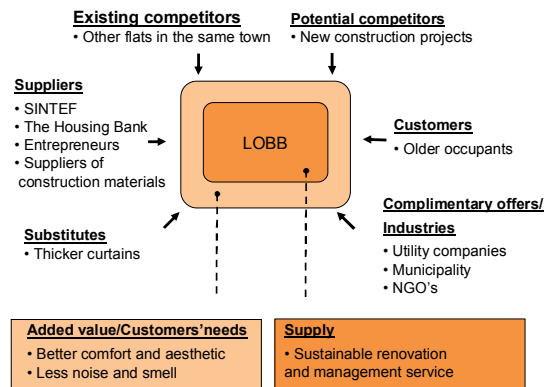 Existing competitors
• Other flats in the same town
Potential competitors
• New construction projects
Suppliers
• SINTEF
• The Housing Bank
• Entrepreneurs
• Suppliers of
construction materials
LOBB
Customers
• Older occupants
Substitutes
• Thicker curtains
Complimentary offers/
Industries
• Utility companies
• Municipality
• NGO's
Added value/Customers'needs
• Better comfort and aesthetic
• Less noise and smell
Supply
• Sustainable renovation
and management service